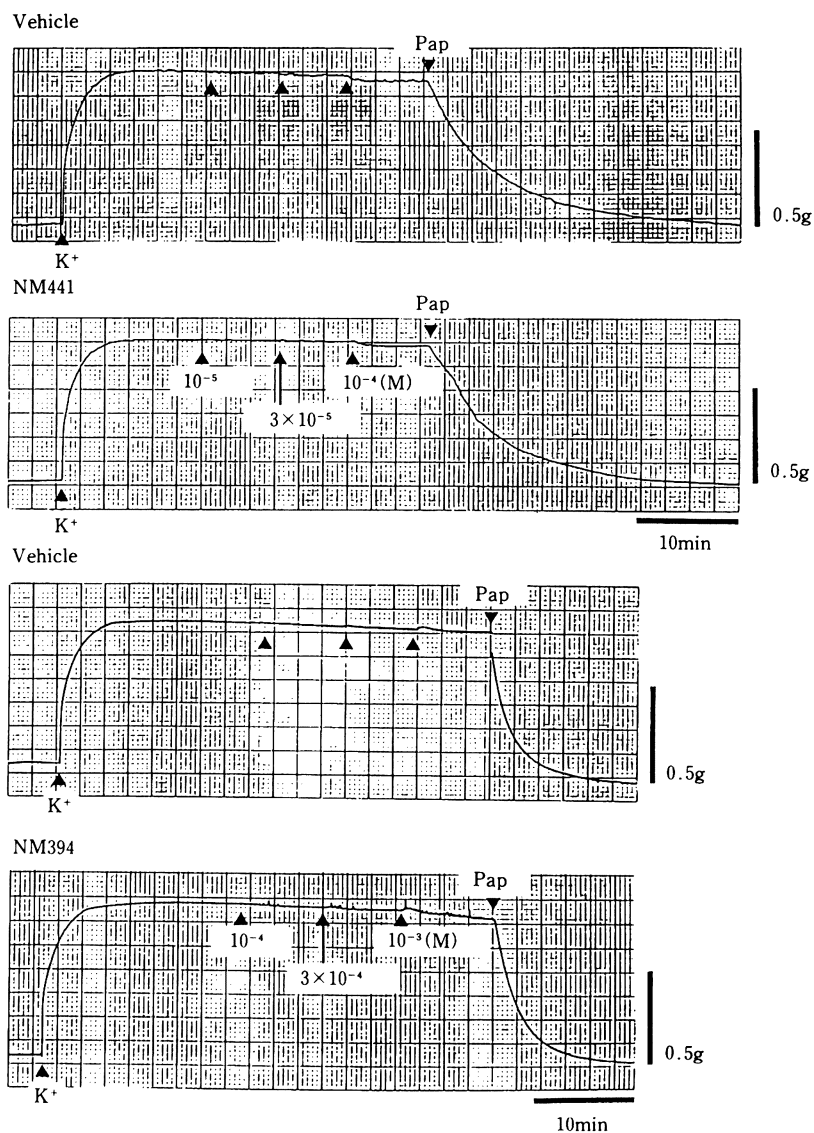 Vehicle
Pap
0.5g
K⁺
NM441
Pap
10⁻⁵
10⁻⁴(M)
3×10⁻⁵
0.5g
K⁺
10min
Vehicle
Pap
0.5g
K⁺
NM394
Pap
10⁻⁴
10⁻³(M)
3×10⁻⁴
0.5g
K⁺
10min